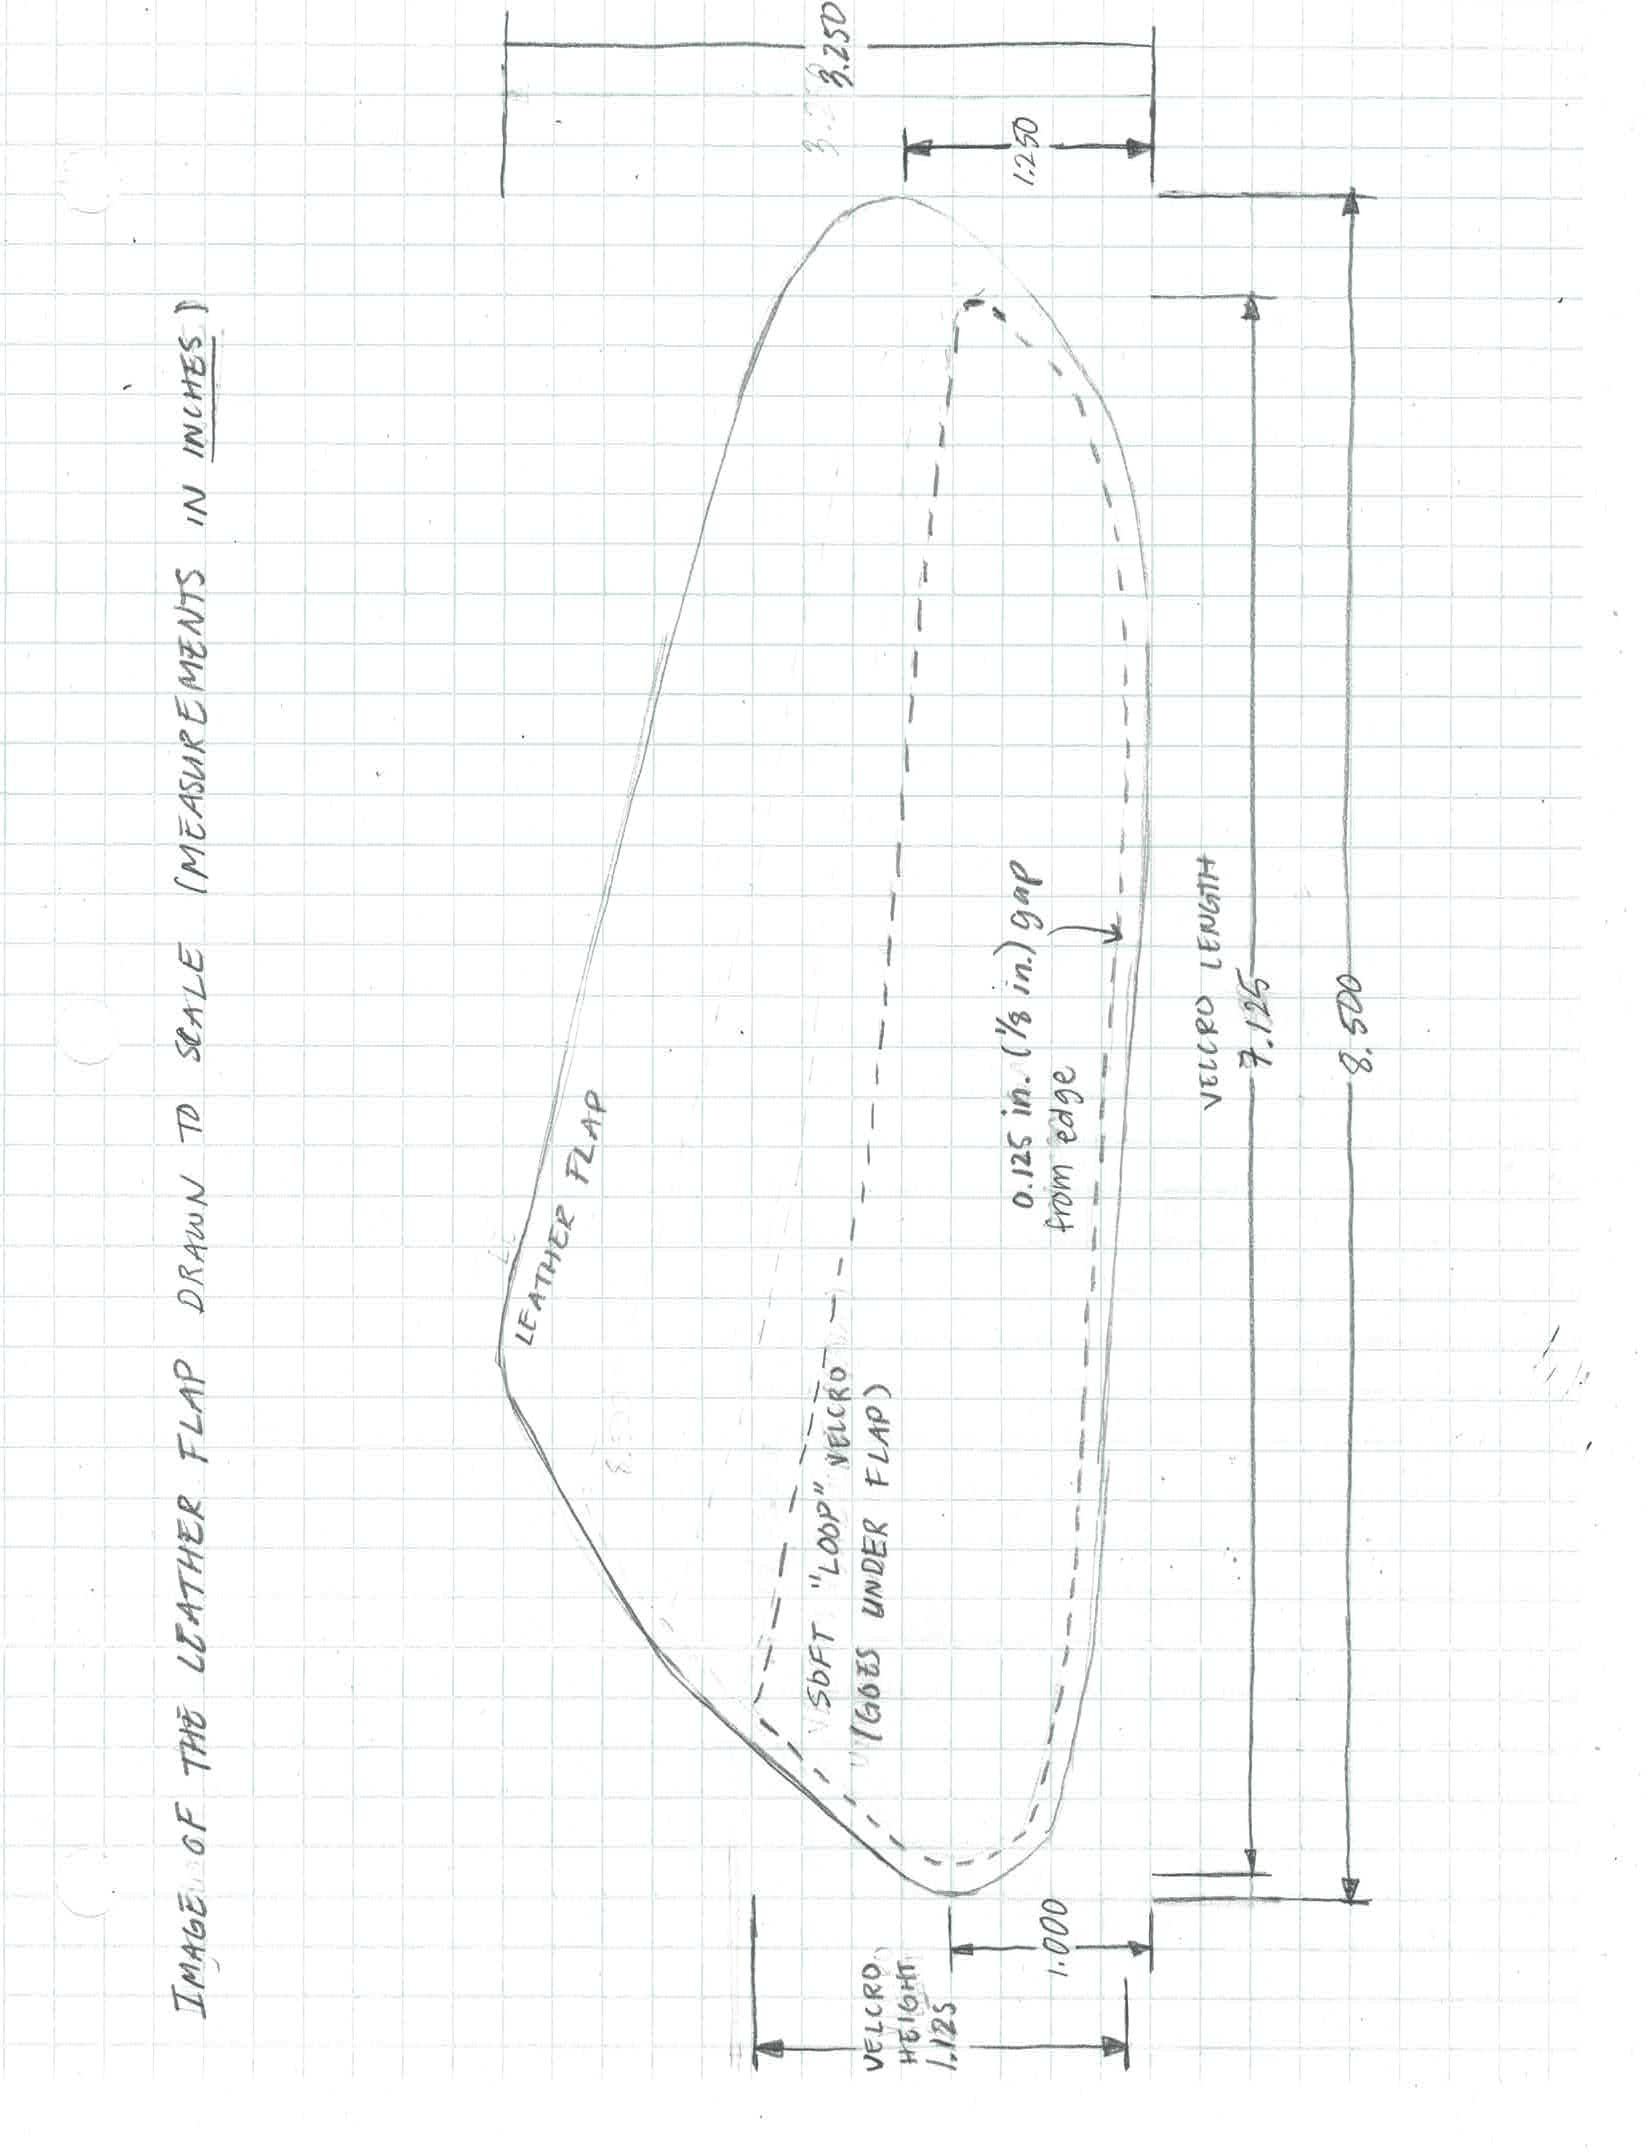 IMAGE OF THE LEATHER FLAP DRAWN TO SCALE (MEASUREMENTS IN INCHES)
LEATHER FLAP
3.250
1.250
SOFT "LOOP" VELCRO
(GOES UNDER FLAP)
0.125 in. (1/8 in.) gap
from edge
VELCRO
HEIGHT
1.125
1.000
VELCRO LENGTH
7.125
8.500